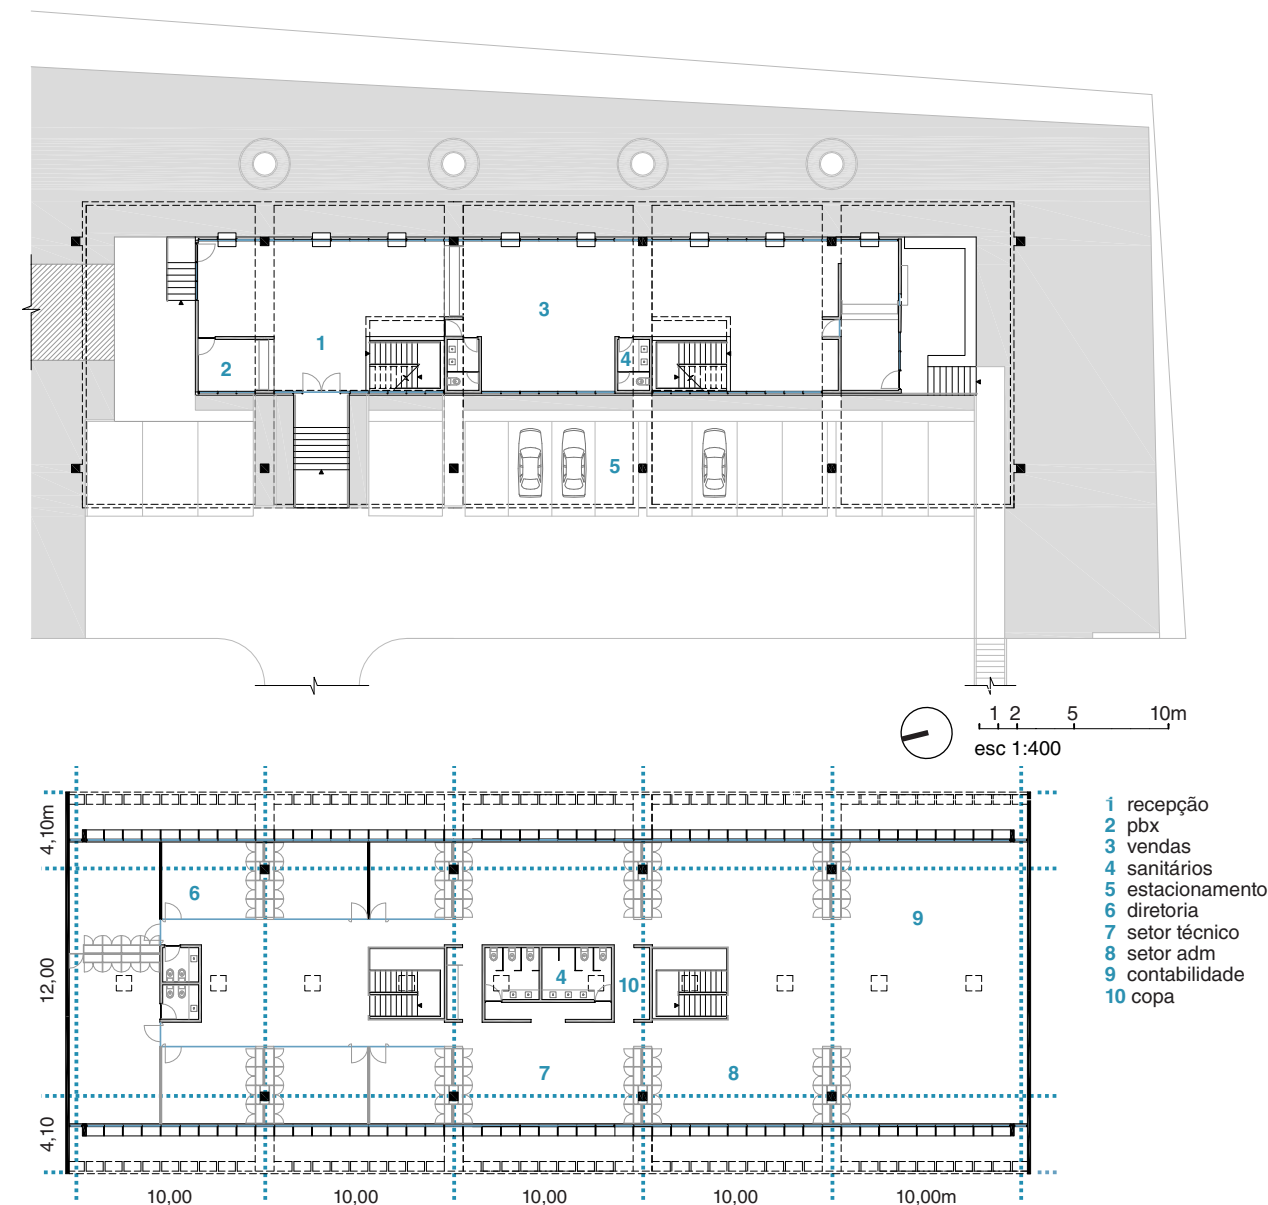 1
2
3
4
5
1 2 5 10m
esc 1:400
4,10m
12,00
4,10
6
9
4
10
7
8
10,00 10,00 10,00 10,00 10,00m
1 recepção
2 pbx
3 vendas
4 sanitários
5 estacionamento
6 diretoria
7 setor técnico
8 setor adm
9 contabilidade
10 copa